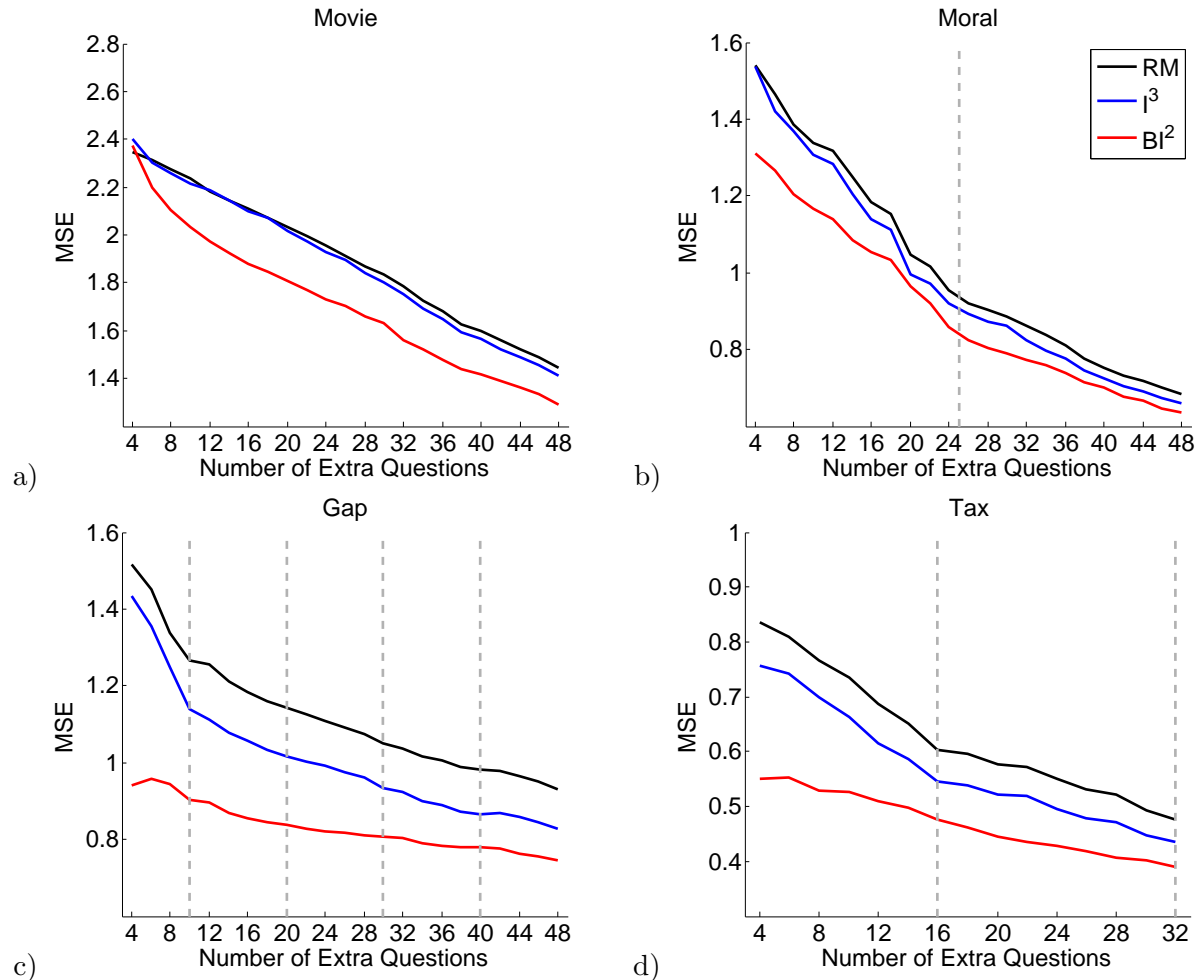 Movie
2.8
2.6
2.4
2.2
2
1.8
1.6
1.4
MSE
4 8 12 16 20 24 28 32 36 40 44 48
Number of Extra Questions
a)
Moral
1.6
1.4
1.2
1
0.8
MSE
RM
I³
BI²
4 8 12 16 20 24 28 32 36 40 44 48
Number of Extra Questions
b)
Gap
1.6
1.4
1.2
1
0.8
MSE
4 8 12 16 20 24 28 32 36 40 44 48
Number of Extra Questions
c)
Tax
1
0.9
0.8
0.7
0.6
0.5
0.4
MSE
4 8 12 16 20 24 28 32
Number of Extra Questions
d)